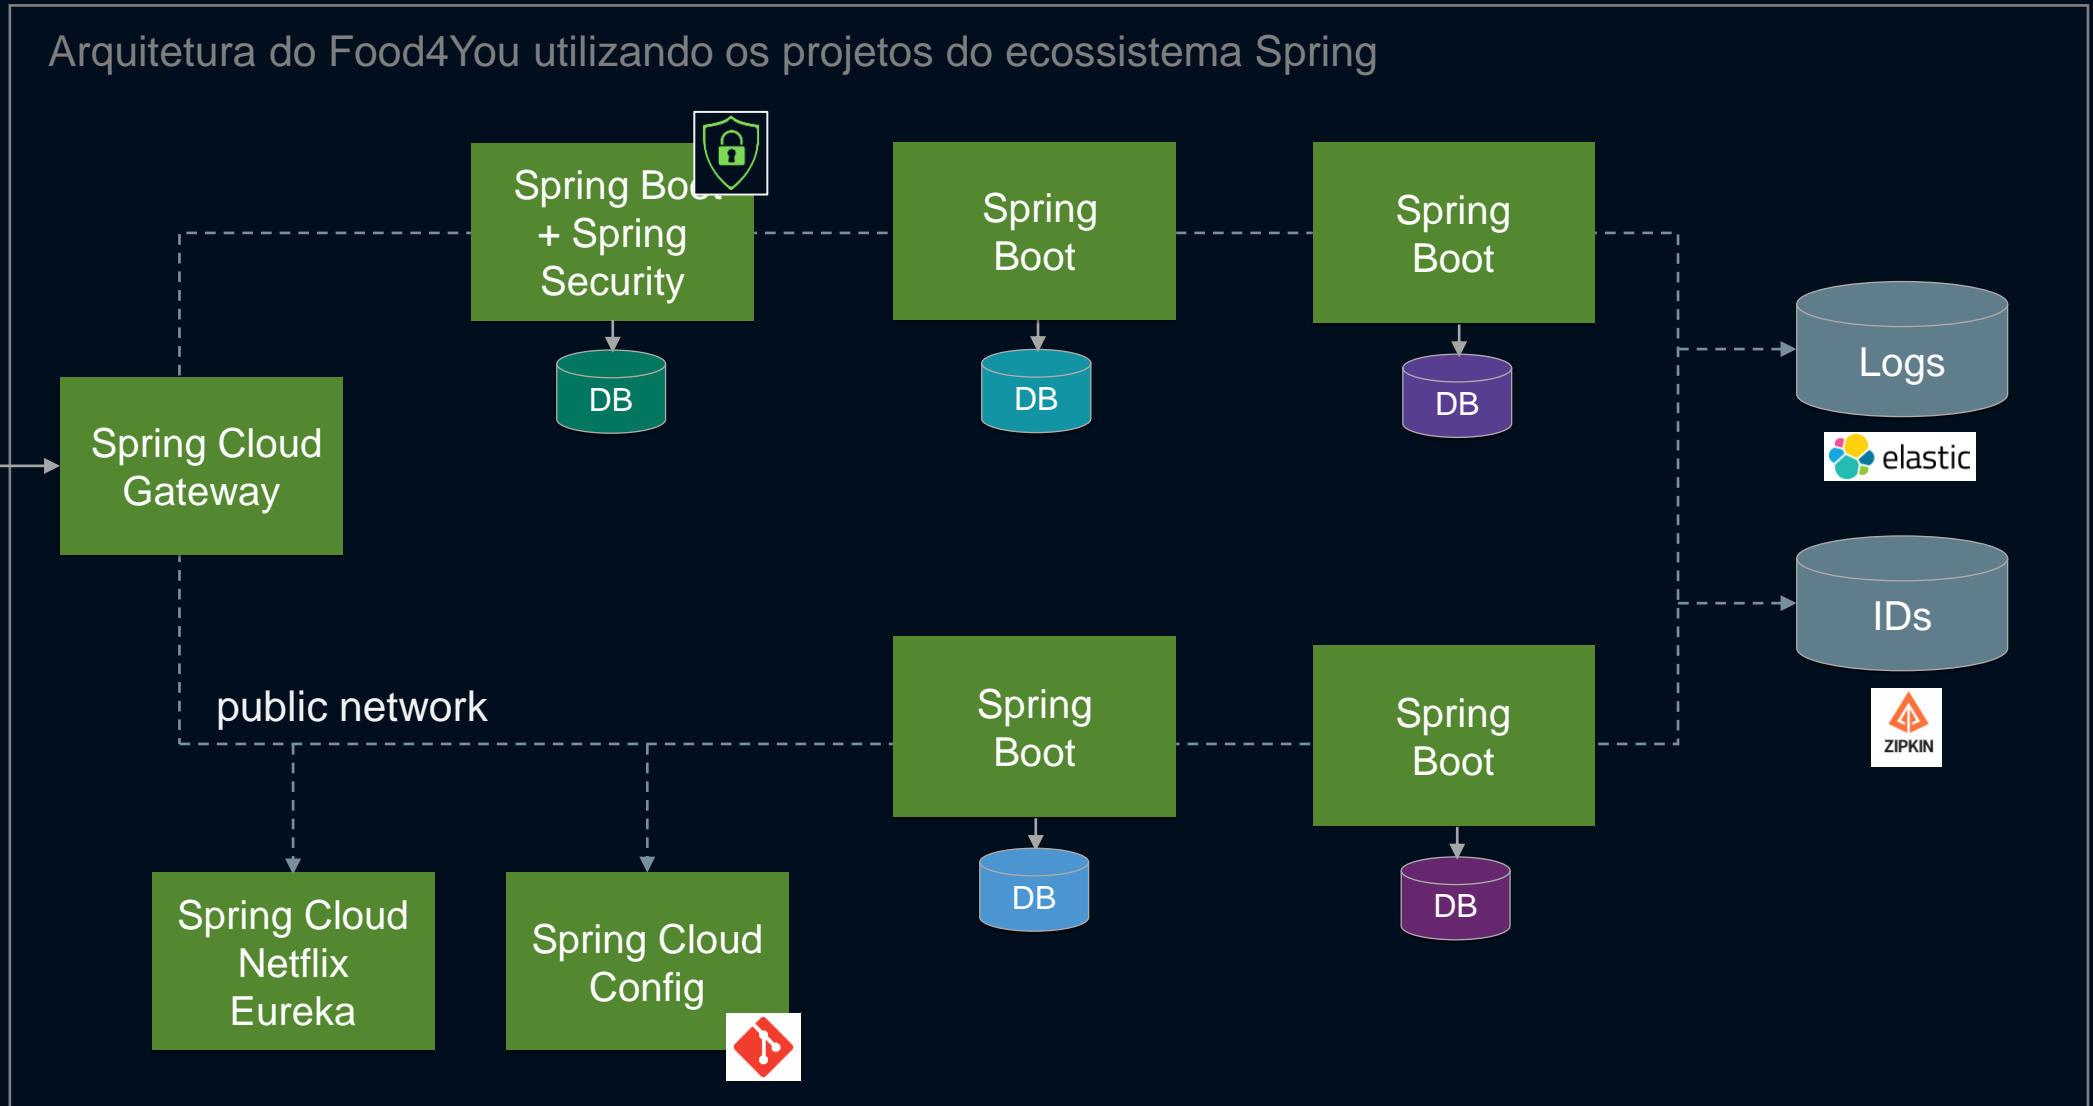 Arquitetura do Food4You utilizando os projetos do ecossistema Spring
Spring Boot
+ Spring
Security
DB
Spring
Boot
DB
Spring
Boot
DB
Spring Cloud
Gateway
Logs
elastic
IDs
ZIPKIN
public network
Spring
Boot
DB
Spring
Boot
DB
Spring Cloud
Netflix
Eureka
Spring Cloud
Config